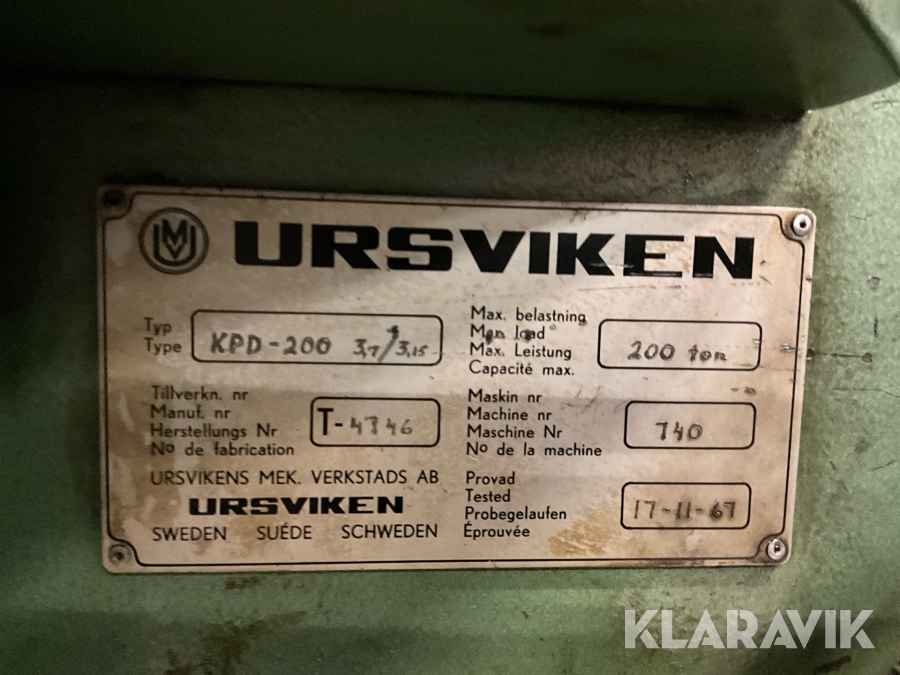 URSVIKEN
Typ
Type
KPD-200 3,7/3,15
Max. belastning
Max. load
Max. Leistung
Capacité max.
200 ton
Tillverkn. nr
Manuf. nr
Herstellungs Nr
Nº de fabrication
T-4746
Maskin nr
Machine nr
Maschine Nr
Nº de la machine
740
URSVIKENS MEK. VERKSTADS AB
URSVIKEN
SWEDEN SUÉDE SCHWEDEN
Provad
Tested
Probegelaufen
Éprouvée
17-11-67
KLARAVIK